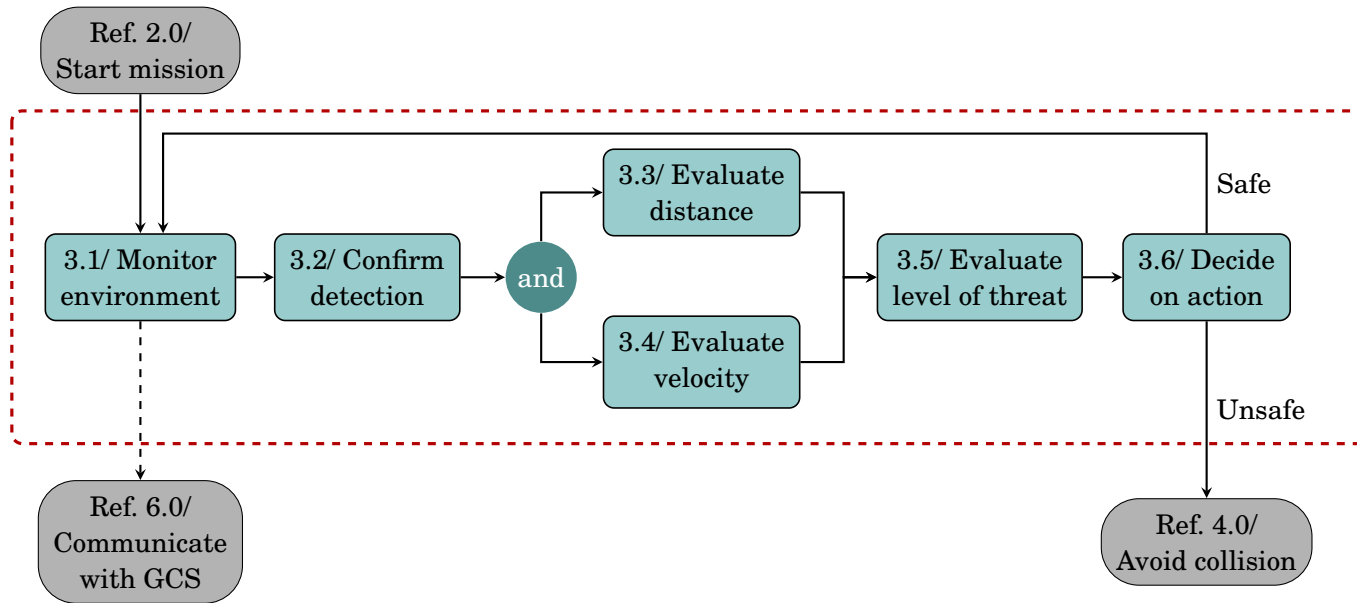 Ref. 2.0/
Start mission
3.3/ Evaluate
distance
Safe
3.1/ Monitor
environment
3.2/ Confirm
detection
and
3.5/ Evaluate
level of threat
3.6/ Decide
on action
3.4/ Evaluate
velocity
Unsafe
Ref. 6.0/
Communicate
with GCS
Ref. 4.0/
Avoid collision